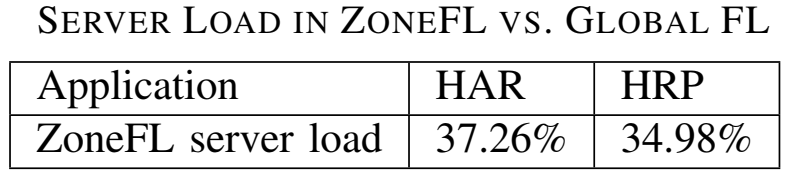 SERVER LOAD IN ZONEFL VS. GLOBAL FL
Application HAR HRP
ZoneFL server load 37.26% 34.98%